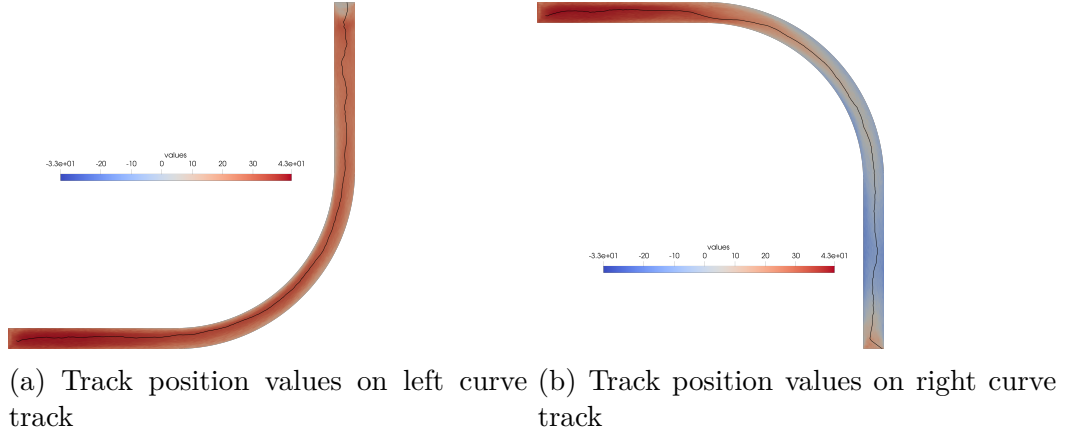 values
-3.3e+01 -20 -10 0 10 20 30 4.3e+01
values
-3.3e+01 -20 -10 0 10 20 30 4.3e+01
(a) Track position values on left curve
track
(b) Track position values on right curve
track